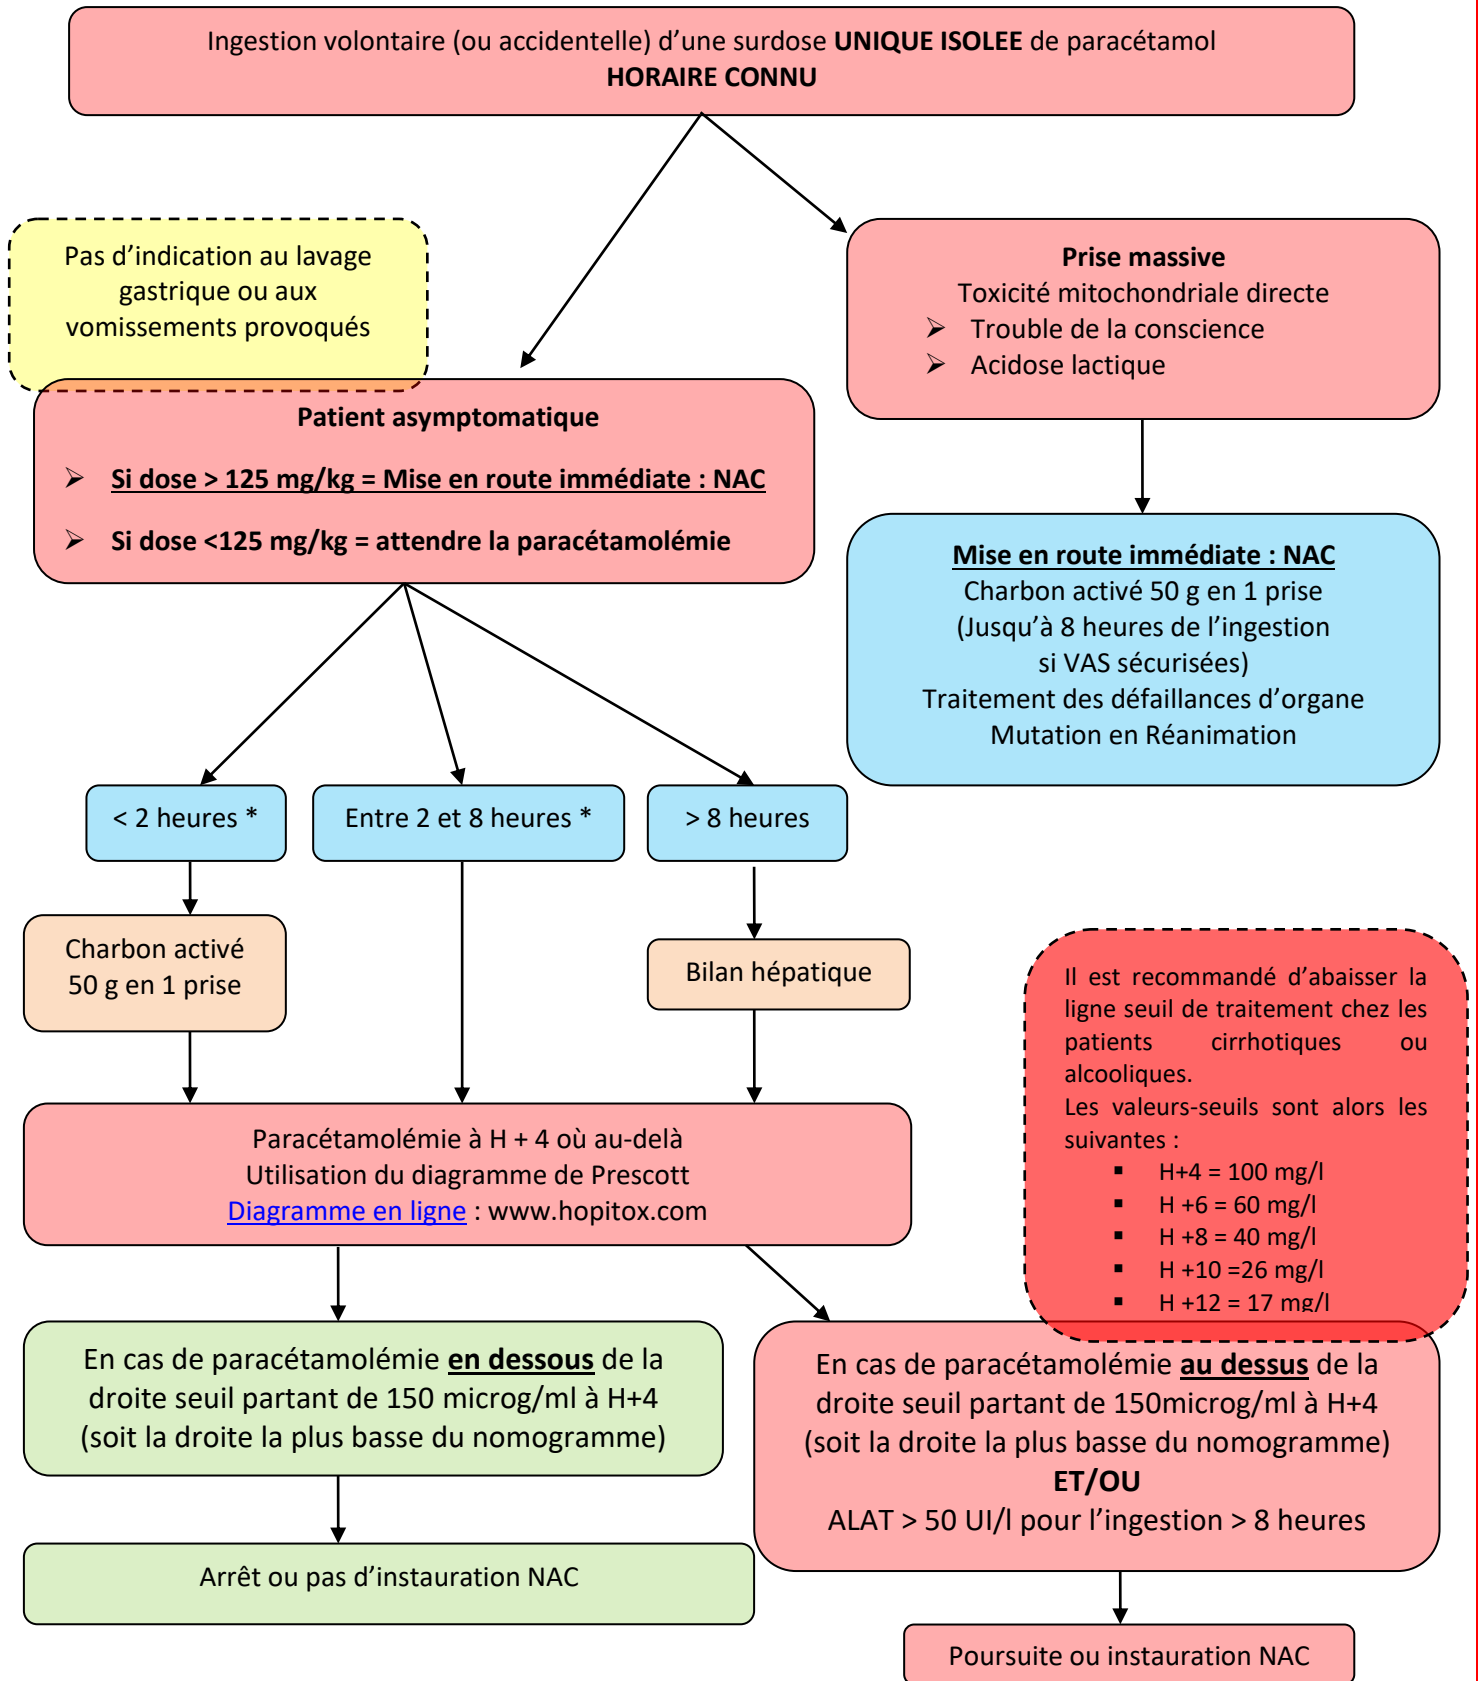 Ingestion volontaire (ou accidentelle) d’une surdose UNIQUE ISOLEE de paracétamol
HORAIRE CONNU
Pas d’indication au lavage
gastrique ou aux
vomissements provoqués
Prise massive
Toxicité mitochondriale directe
➢ Trouble de la conscience
➢ Acidose lactique
Patient asymptomatique
➢ Si dose > 125 mg/kg = Mise en route immédiate : NAC
➢ Si dose <125 mg/kg = attendre la paracétamolémie
Mise en route immédiate : NAC
Charbon activé 50 g en 1 prise
(Jusqu’à 8 heures de l’ingestion
si VAS sécurisées)
Traitement des défaillances d’organe
Mutation en Réanimation
< 2 heures *
Entre 2 et 8 heures *
> 8 heures
Charbon activé
50 g en 1 prise
Bilan hépatique
Il est recommandé d’abaisser la
ligne seuil de traitement chez les
patients cirrhotiques ou
alcooliques.
Les valeurs-seuils sont alors les
suivantes :
▪ H+4 = 100 mg/l
▪ H +6 = 60 mg/l
▪ H +8 = 40 mg/l
▪ H +10 =26 mg/l
▪ H +12 = 17 mg/l
Paracétamolémie à H + 4 où au-delà
Utilisation du diagramme de Prescott
Diagramme en ligne : www.hopitox.com
En cas de paracétamolémie en dessous de la
droite seuil partant de 150 microg/ml à H+4
(soit la droite la plus basse du nomogramme)
En cas de paracétamolémie au dessus de la
droite seuil partant de 150microg/ml à H+4
(soit la droite la plus basse du nomogramme)
ET/OU
ALAT > 50 UI/l pour l’ingestion > 8 heures
Arrêt ou pas d’instauration NAC
Poursuite ou instauration NAC